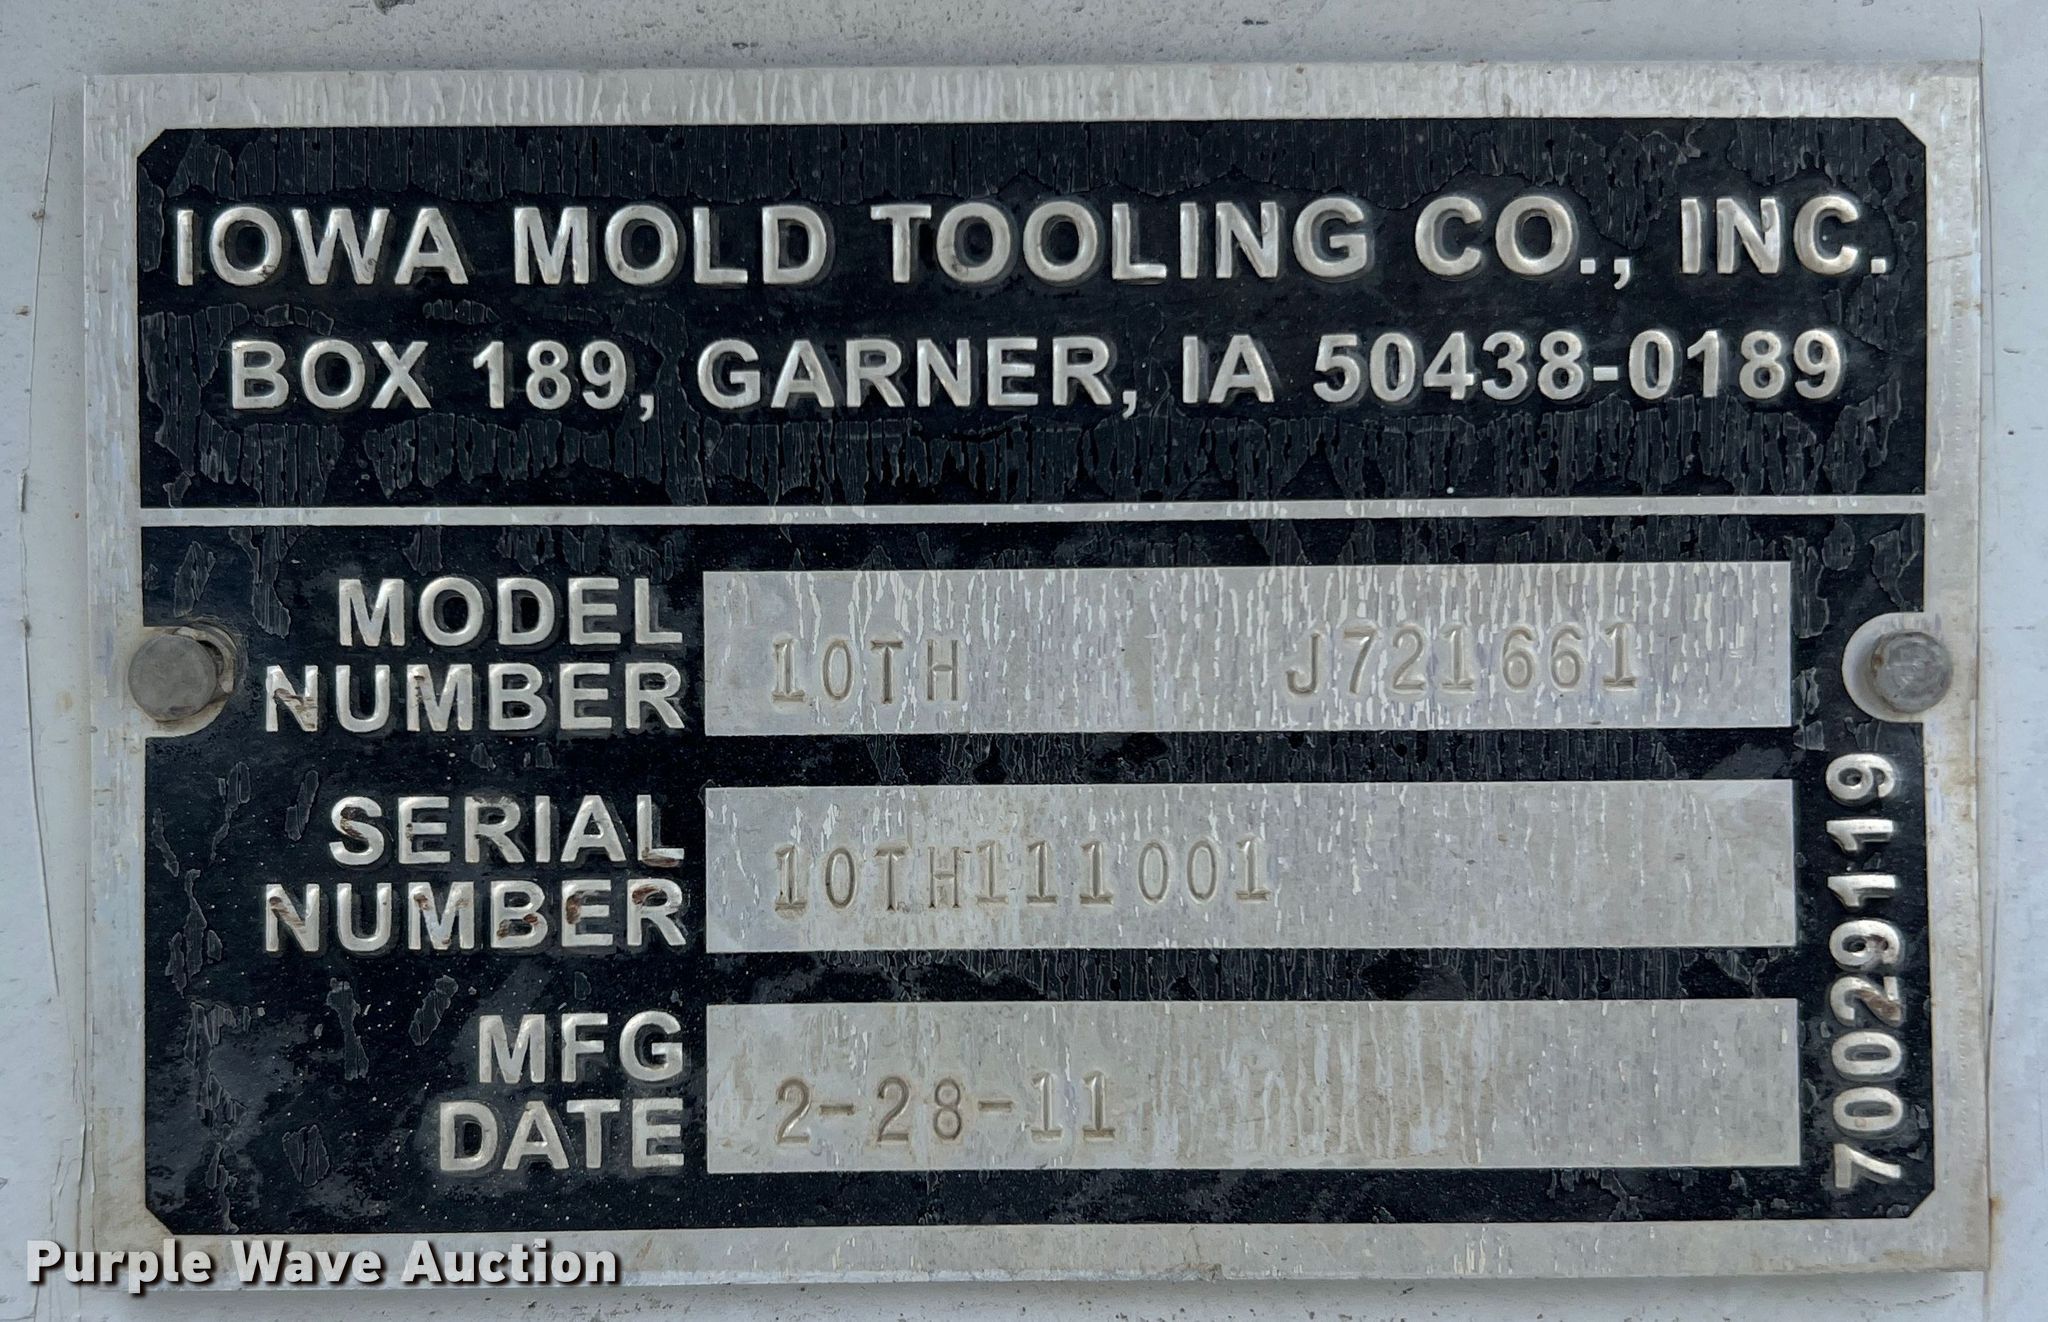 IOWA MOLD TOOLING CO., INC.
BOX 189, GARNER, IA 50438-0189
MODEL NUMBER 10TH J721661
SERIAL NUMBER 10TH111001
MFG DATE 2-28-11
70029119
Purple Wave Auction